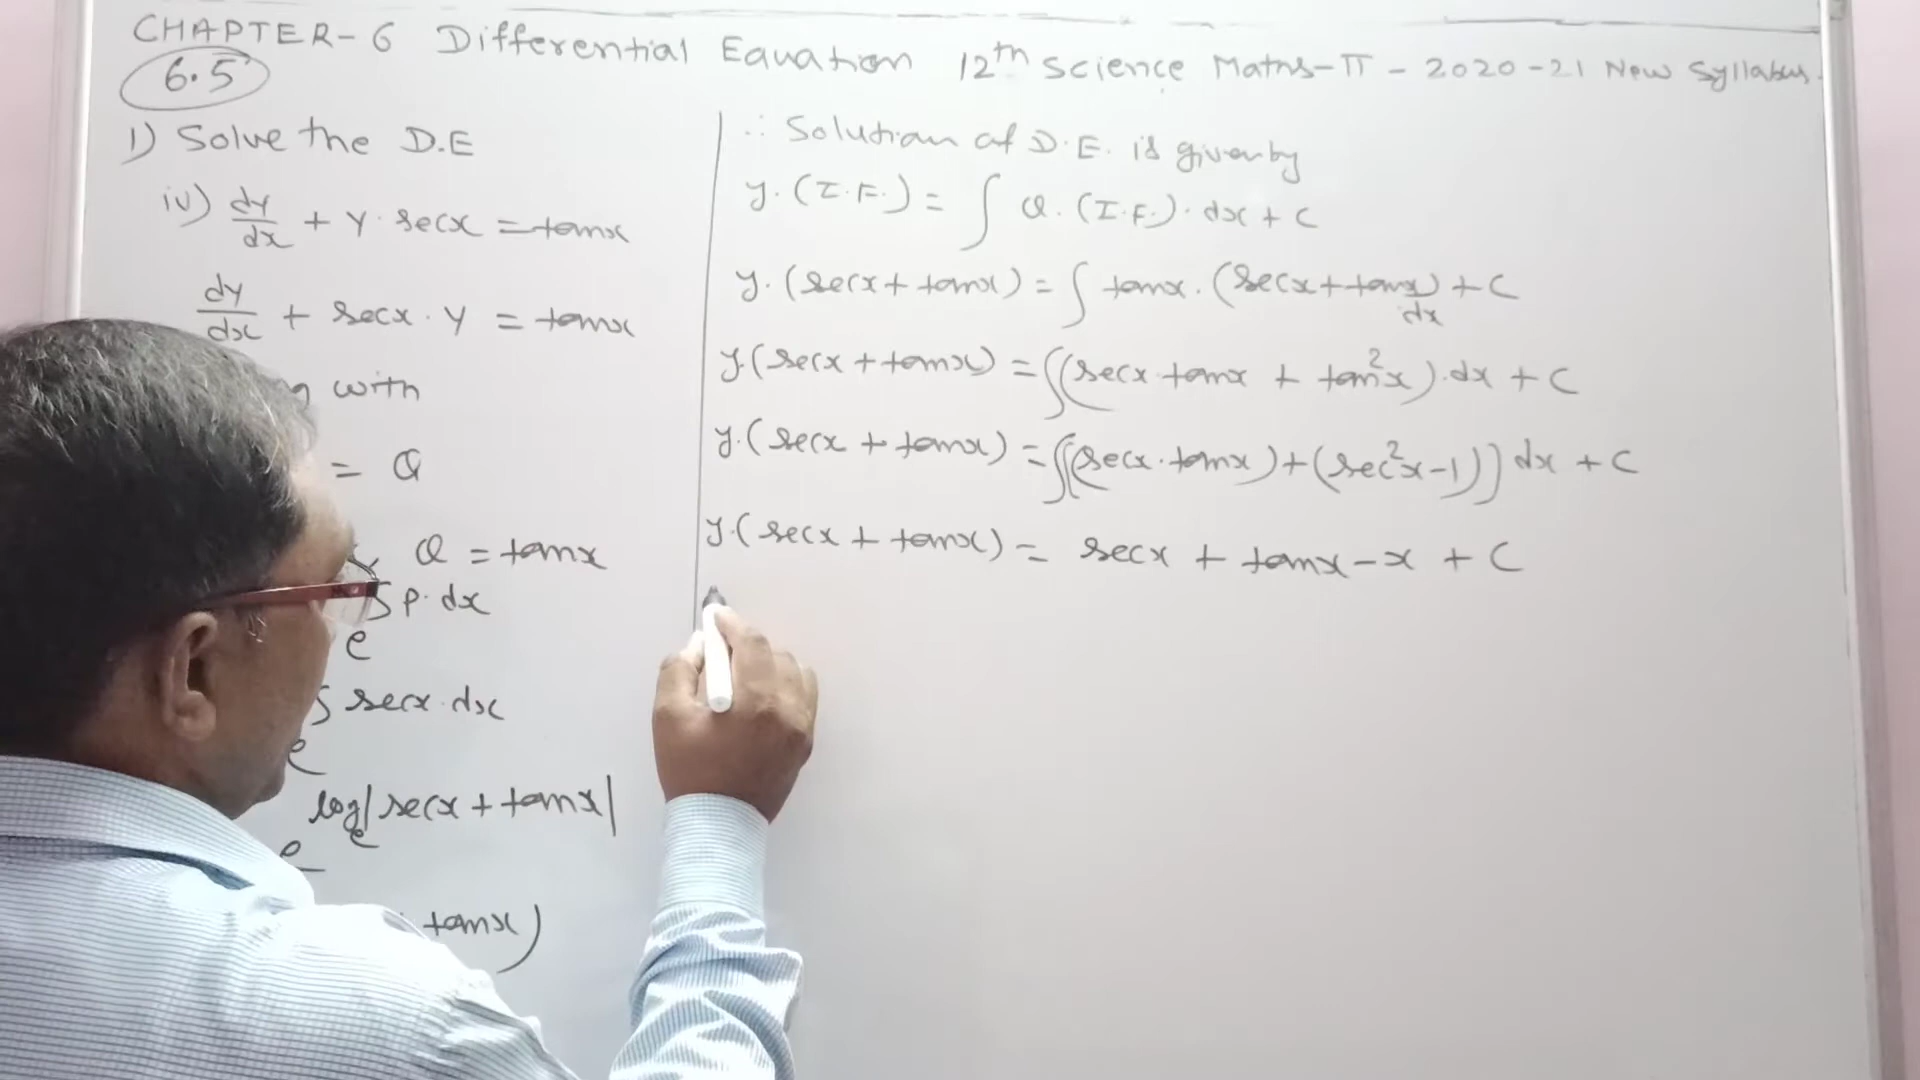 CHAPTER-6 Differential Equation 12th Science Maths-II - 2020-21 New Syllabus.
6.5
1) Solve the D.E
iv) dy/dx + y · secx = tanx
dy/dx + secx · y = tanx
with
= Q
Q = tanx
∫ p·dx
e
∫ secx·dx
e
log|secx + tanx|
e
e
tanx)
∴ Solution of D.E. is given by
y·(I.F.) = ∫ Q·(I.F.)·dx + C
y·(secx + tanx) = ∫ tanx·(secx + tanx) dx + C
y·(secx + tanx) = ∫(secx·tanx + tan²x)·dx + C
y·(secx + tanx) = ∫[(secx·tanx) + (sec²x-1)] dx + C
y·(secx + tanx) = secx + tanx - x + C